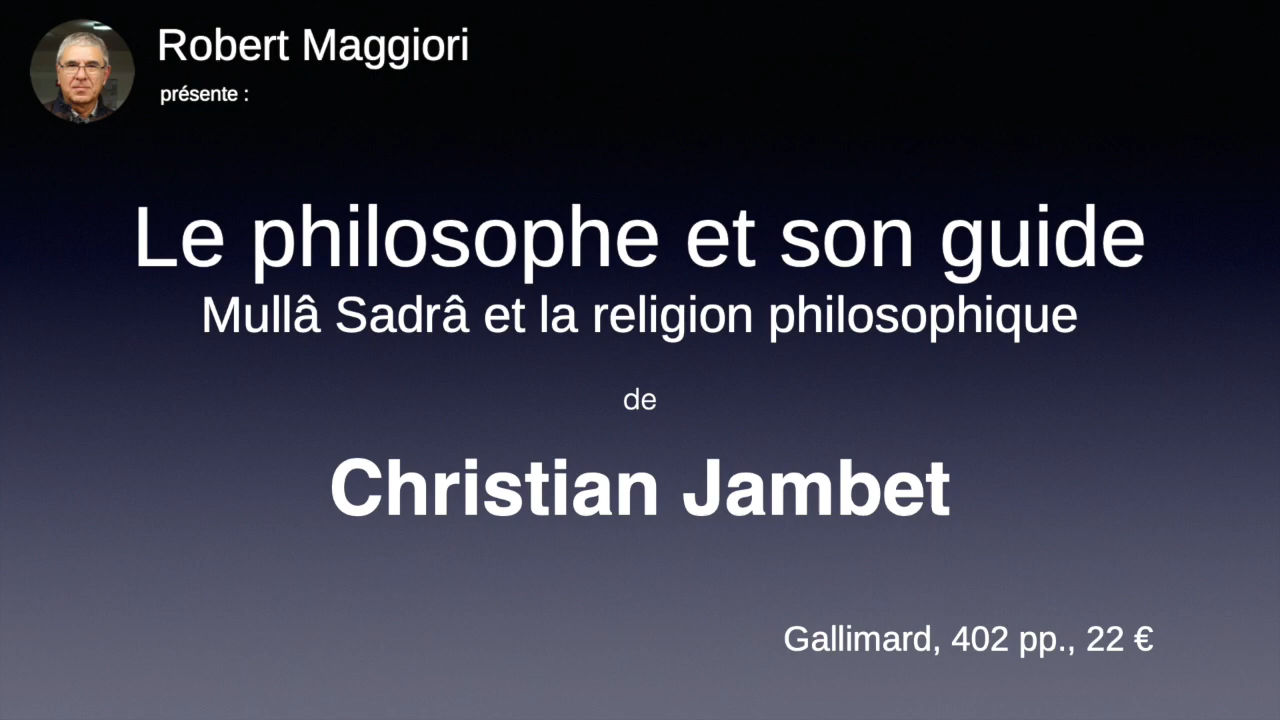 Robert Maggiori
présente :
Le philosophe et son guide
Mullâ Sadrâ et la religion philosophique
de
Christian Jambet
Gallimard, 402 pp., 22 €